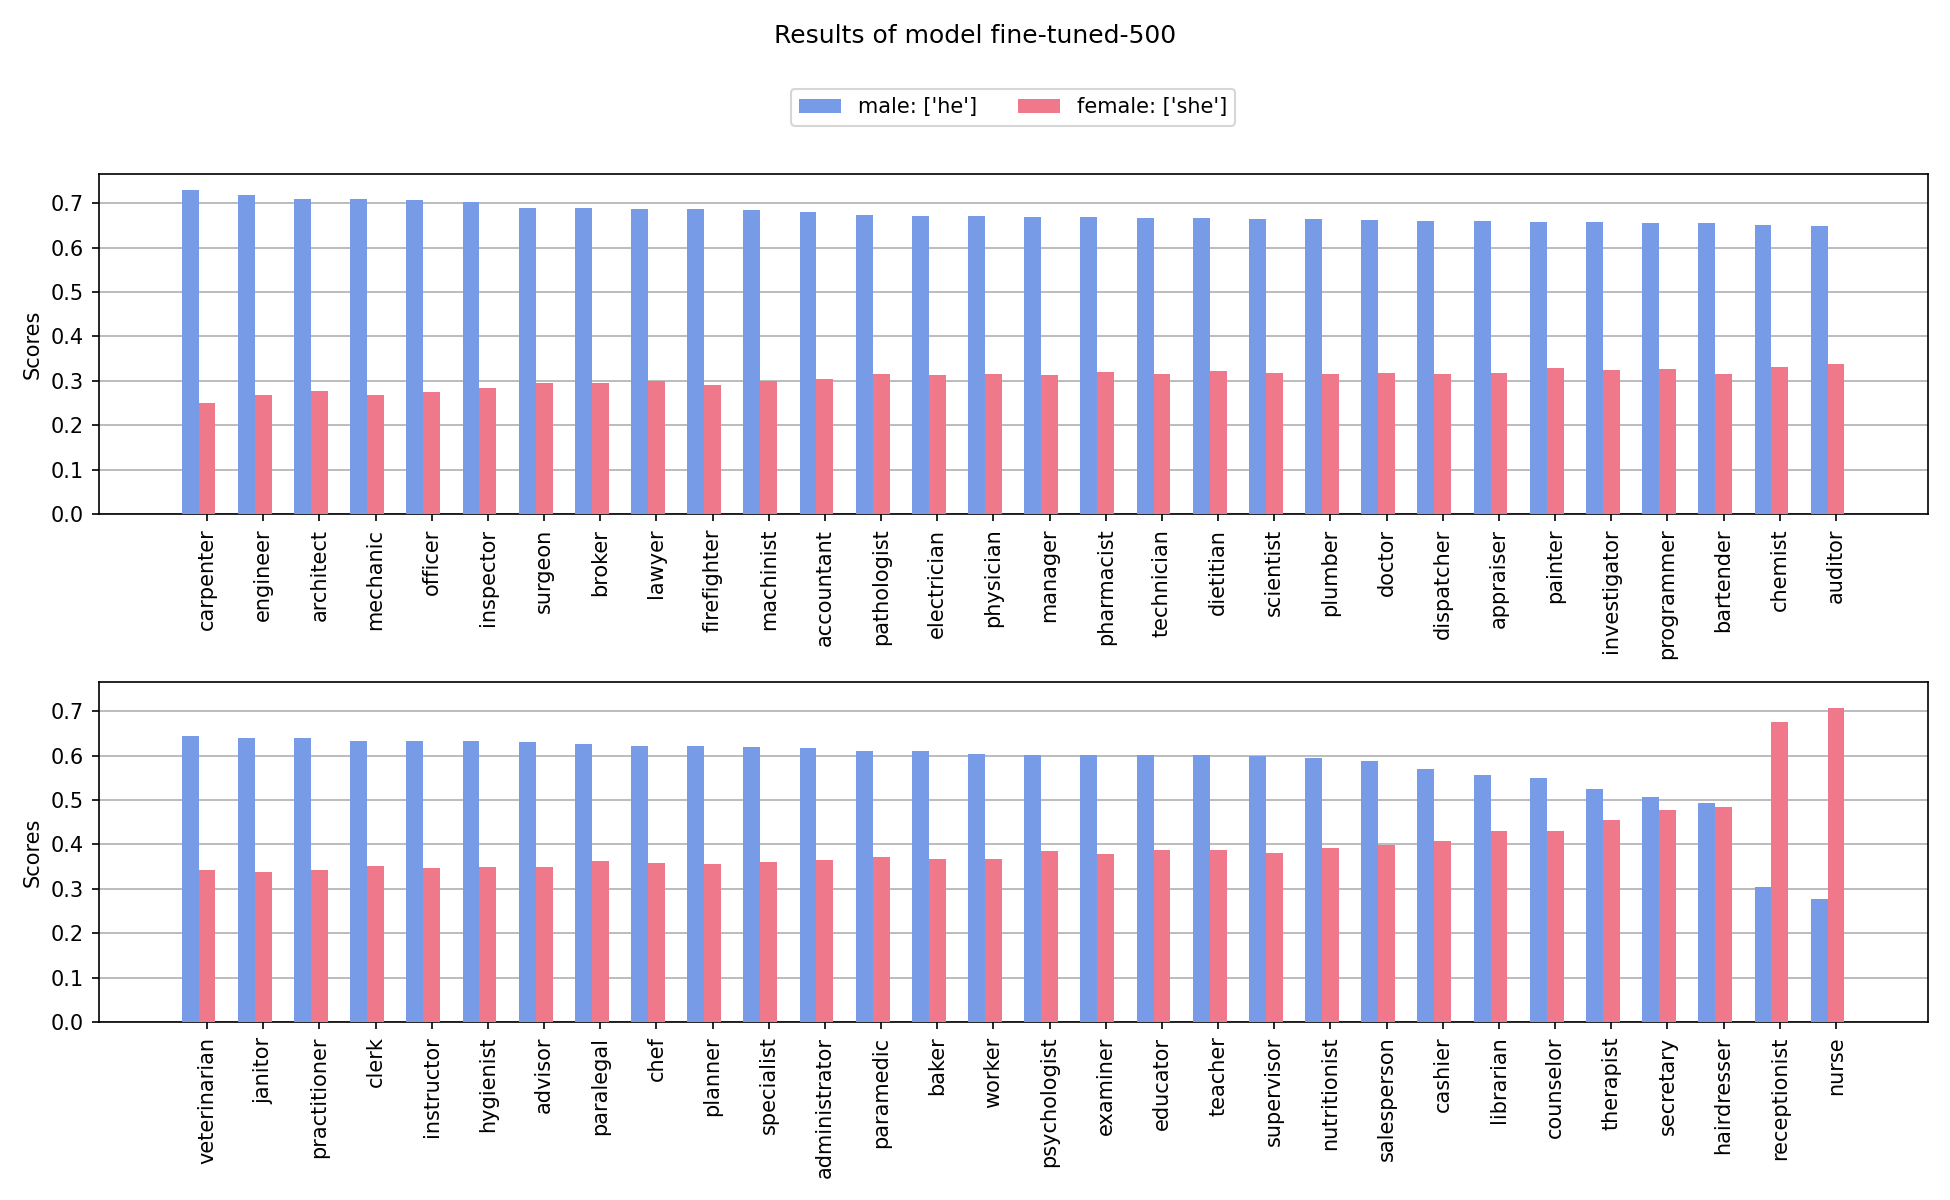 Results of model fine-tuned-500
male: ['he'] female: ['she']
Scores
0.7
0.6
0.5
0.4
0.3
0.2
0.1
0.0
carpenter
engineer
architect
mechanic
officer
inspector
surgeon
broker
lawyer
firefighter
machinist
accountant
pathologist
electrician
physician
manager
pharmacist
technician
dietitian
scientist
plumber
doctor
dispatcher
appraiser
painter
investigator
programmer
bartender
chemist
auditor
Scores
0.7
0.6
0.5
0.4
0.3
0.2
0.1
0.0
veterinarian
janitor
practitioner
clerk
instructor
hygienist
advisor
paralegal
chef
planner
specialist
administrator
paramedic
baker
worker
psychologist
examiner
educator
teacher
supervisor
nutritionist
salesperson
cashier
librarian
counselor
therapist
secretary
hairdresser
receptionist
nurse